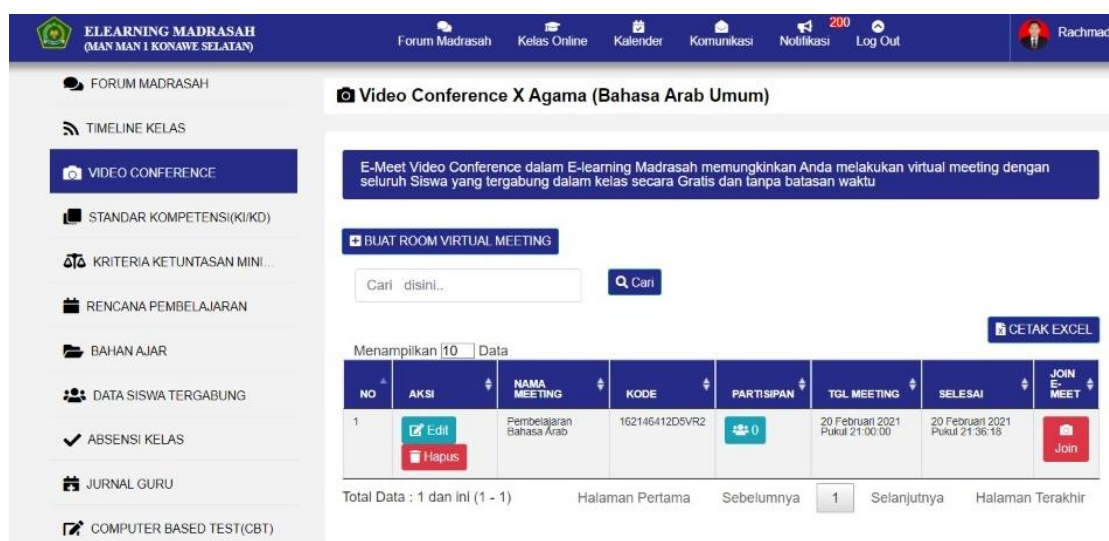 ELEARNING MADRASAH
(MAN MAN 1 KONAWE SELATAN)
Forum Madrasah
Kelas Online
Kalender
Komunikasi
Notifikasi
200
Log Out
Rachmad
FORUM MADRASAH
TIMELINE KELAS
VIDEO CONFERENCE
STANDAR KOMPETENSI(KI/KD)
KRITERIA KETUNTASAN MINI...
RENCANA PEMBELAJARAN
BAHAN AJAR
DATA SISWA TERGABUNG
ABSENSI KELAS
JURNAL GURU
COMPUTER BASED TEST(CBT)
Video Conference X Agama (Bahasa Arab Umum)
E-Meet Video Conference dalam E-learning Madrasah memungkinkan Anda melakukan virtual meeting dengan
seluruh Siswa yang tergabung dalam kelas secara Gratis dan tanpa batasan waktu
BUAT ROOM VIRTUAL MEETING
Cari disini..
Cari
CETAK EXCEL
Menampilkan 10 Data
NO
AKSI
NAMA
MEETING
KODE
PARTISIPAN
TGL MEETING
SELESAI
JOIN
E-
MEET
1
Edit
Hapus
Pembelajaran
Bahasa Arab
162146412D5VR2
0
20 Februari 2021
Pukul 21:00:00
20 Februari 2021
Pukul 21:36:18
Join
Total Data : 1 dan ini (1 - 1)
Halaman Pertama
Sebelumnya
1
Selanjutnya
Halaman Terakhir